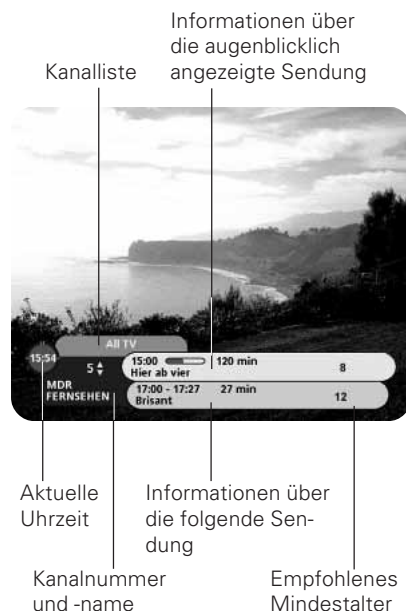 Informationen über
die augenblicklich
angezeigte Sendung
Kanalliste
All TV
15:54
5
MDR
FERNSEHEN
15:00 120 min
Hier ab vier
8
17:00 - 17:27 27 min
Brisant
12
Aktuelle
Uhrzeit
Informationen über
die folgende Sen-
dung
Kanalnummer
und -name
Empfohlenes
Mindestalter